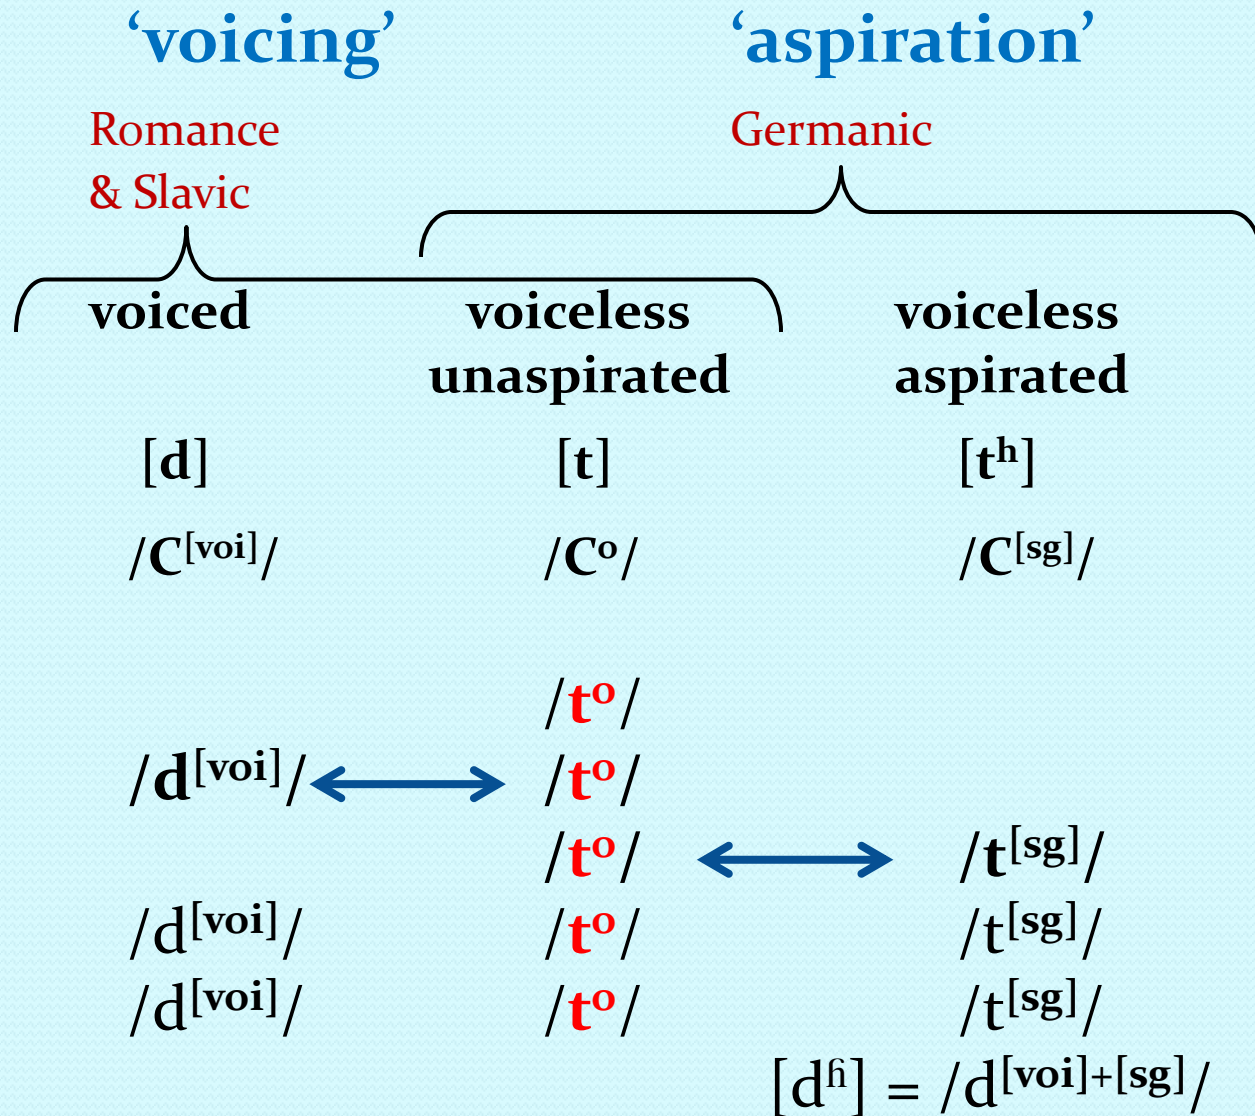 ‘voicing’ ‘aspiration’
Romance Germanic
& Slavic
voiced voiceless voiceless
unaspirated aspirated
[d] [t] [tʰ]
/C[voi]/ /Cᵒ/ /C[sg]/
/tᵒ/
/d[voi]/ /tᵒ/
/tᵒ/ /t[sg]/
/d[voi]/ /tᵒ/ /t[sg]/
/d[voi]/ /tᵒ/ /t[sg]/
[dʱ] = /d[voi]+[sg]/